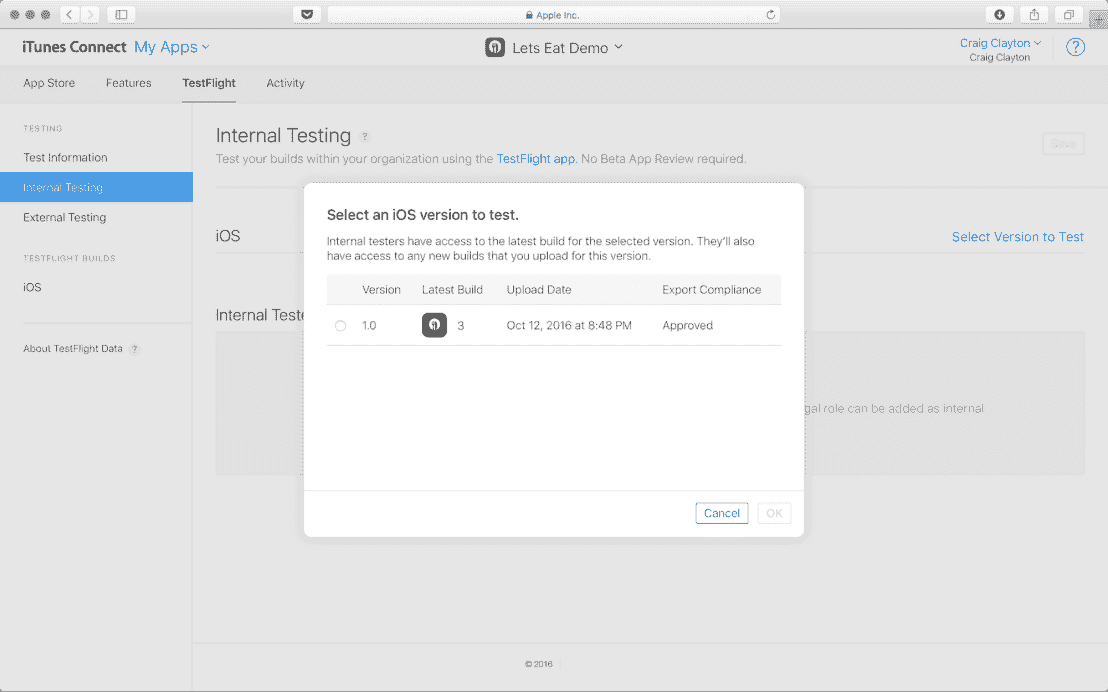 Apple Inc.
iTunes Connect My Apps
Lets Eat Demo
Craig Clayton
Craig Clayton
?
App Store
Features
TestFlight
Activity
TESTING
Test Information
Internal Testing
External Testing
TESTFLIGHT BUILDS
iOS
About TestFlight Data ?
Internal Testing ?
Save
Test your builds within your organization using the TestFlight app. No Beta App Review required.
iOS
Select Version to Test
Internal Teste
gal role can be added as internal
Select an iOS version to test.
Internal testers have access to the latest build for the selected version. They'll also
have access to any new builds that you upload for this version.
Version Latest Build Upload Date Export Compliance
1.0 3 Oct 12, 2016 at 8:48 PM Approved
Cancel OK
© 2016